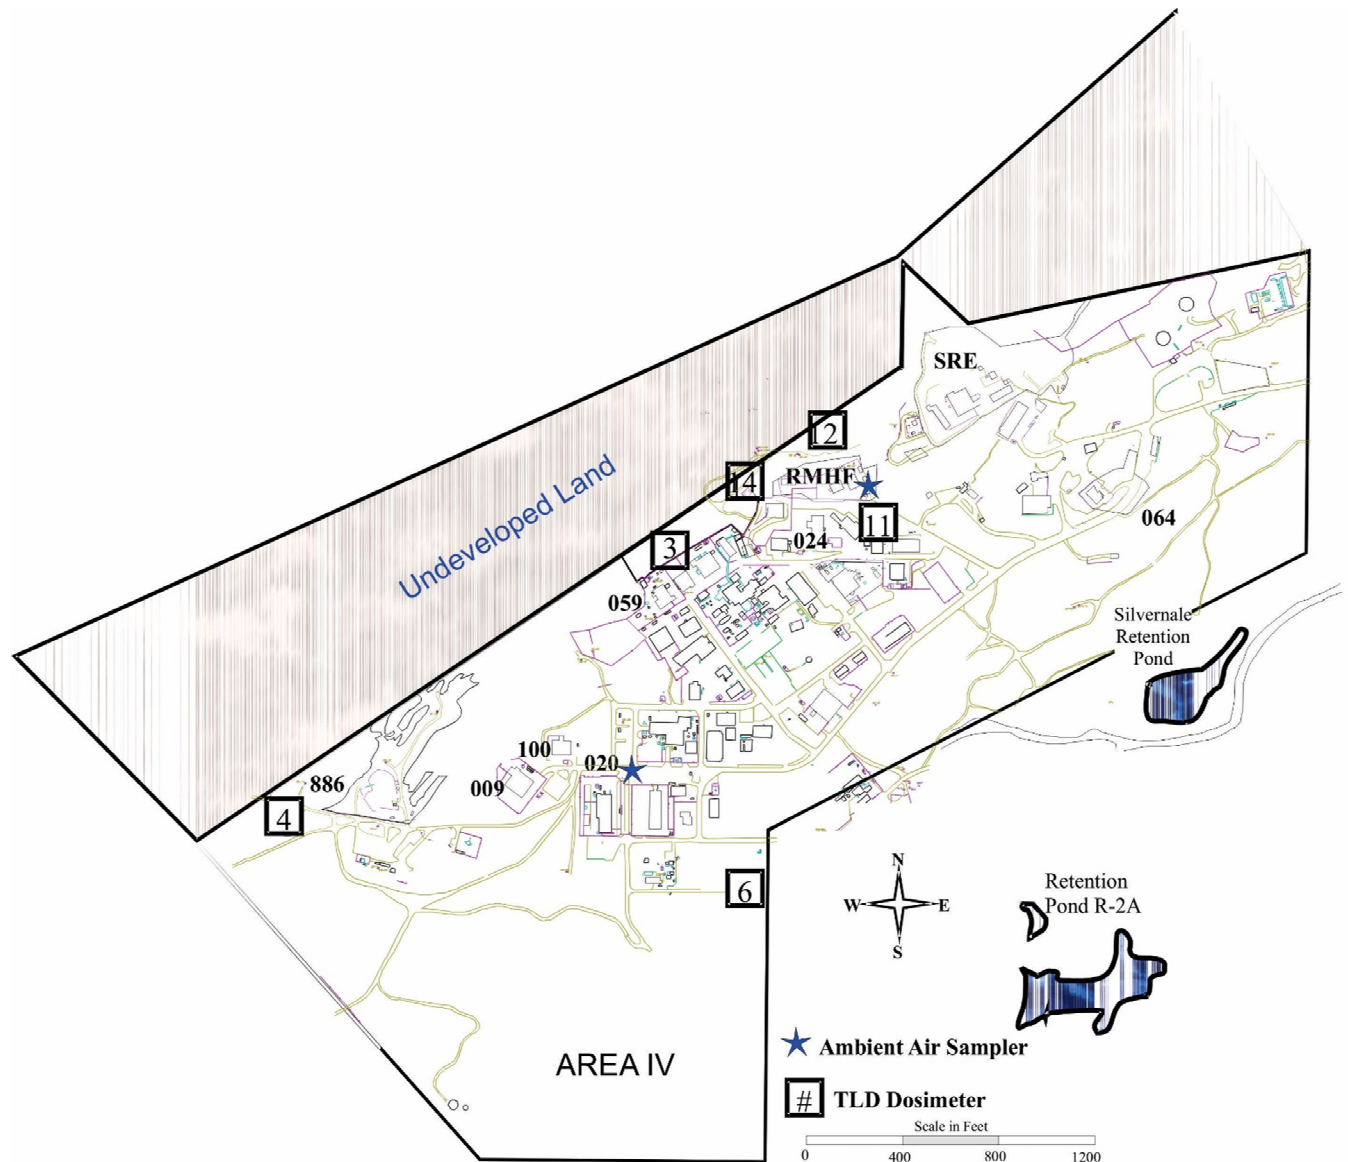 SRE
12
14
RMHF
11
064
3
024
Undeveloped Land
059
Silvernale
Retention
Pond
100
020
886
009
4
6
N
W
E
S
Retention
Pond R-2A
AREA IV
Ambient Air Sampler
# TLD Dosimeter
Scale in Feet
0 400 800 1200